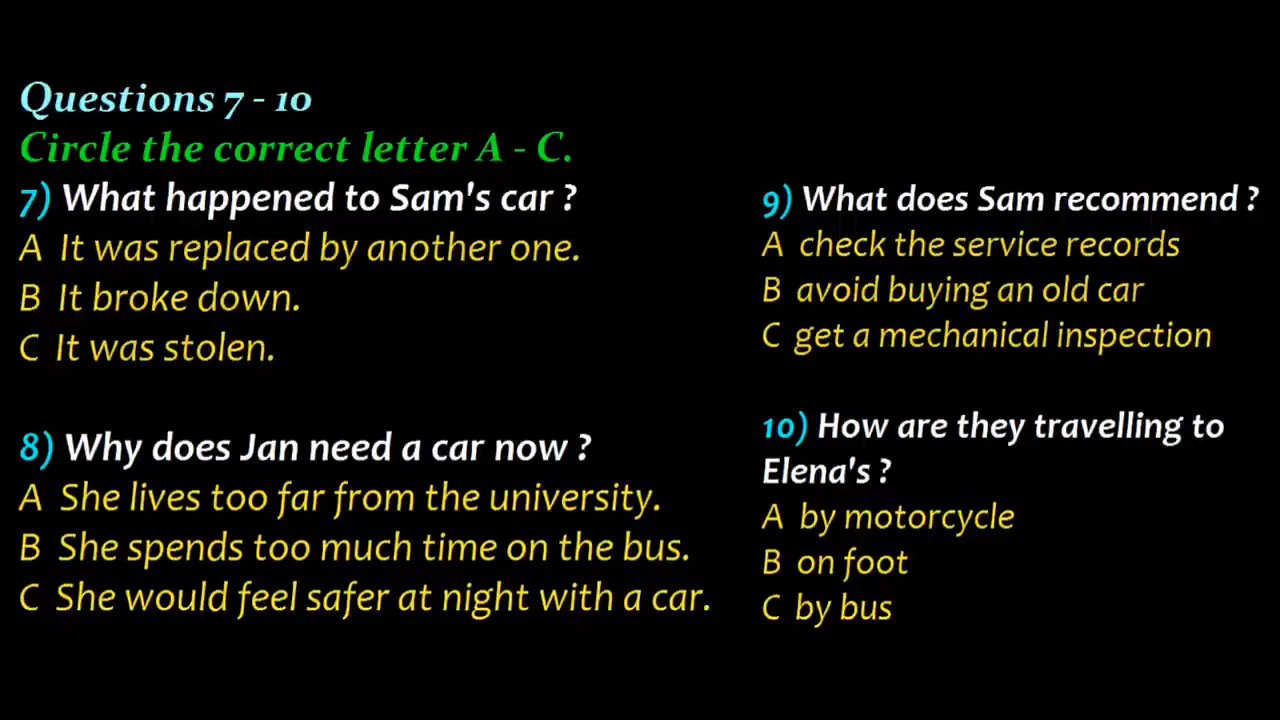 Questions 7 - 10
Circle the correct letter A - C.
7) What happened to Sam's car ?
A It was replaced by another one.
B It broke down.
C It was stolen.
8) Why does Jan need a car now ?
A She lives too far from the university.
B She spends too much time on the bus.
C She would feel safer at night with a car.
9) What does Sam recommend ?
A check the service records
B avoid buying an old car
C get a mechanical inspection
10) How are they travelling to
Elena's ?
A by motorcycle
B on foot
C by bus